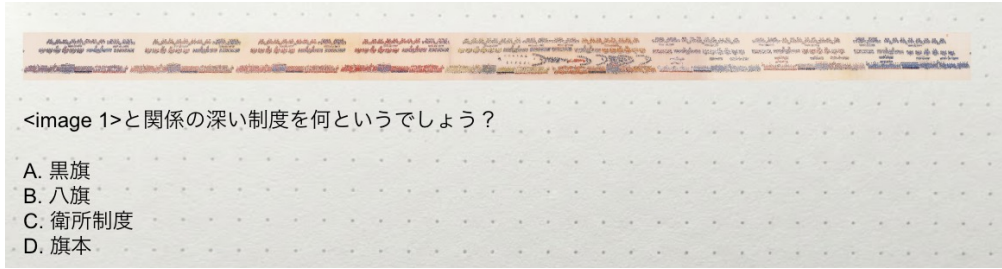 <image 1>と関係の深い制度を何というでしょう？
A. 黒旗
B. 八旗
C. 衛所制度
D. 旗本